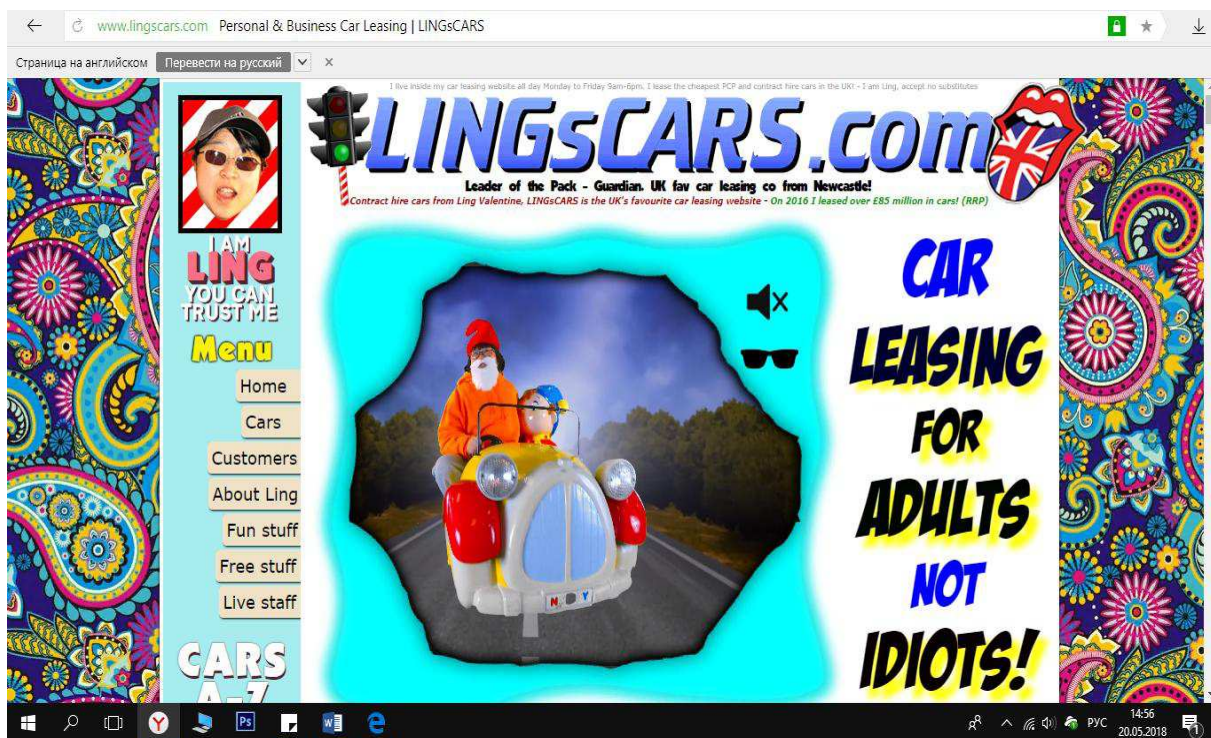 www.lingscars.com Personal & Business Car Leasing | LINGsCARS
Страница на английском Перевести на русский
I live inside my car leasing website all day Monday to Friday 9am-6pm. I lease the cheapest PCP and contract hire cars in the UK! - I am Ling, accept no substitutes
LINGsCARS.com
Leader of the Pack - Guardian. UK fav car leasing co from Newcastle!
Contract hire cars from Ling Valentine, LINGsCARS is the UK's favourite car leasing website - On 2016 I leased over £85 million in cars! (RRP)
I AM
LING
YOU CAN
TRUST ME
Menu
Home
Cars
Customers
About Ling
Fun stuff
Free stuff
Live staff
CARS
A-Z
CAR
LEASING
FOR
ADULTS
NOT
IDIOTS!
Ps
РУС
14:56
20.05.2018